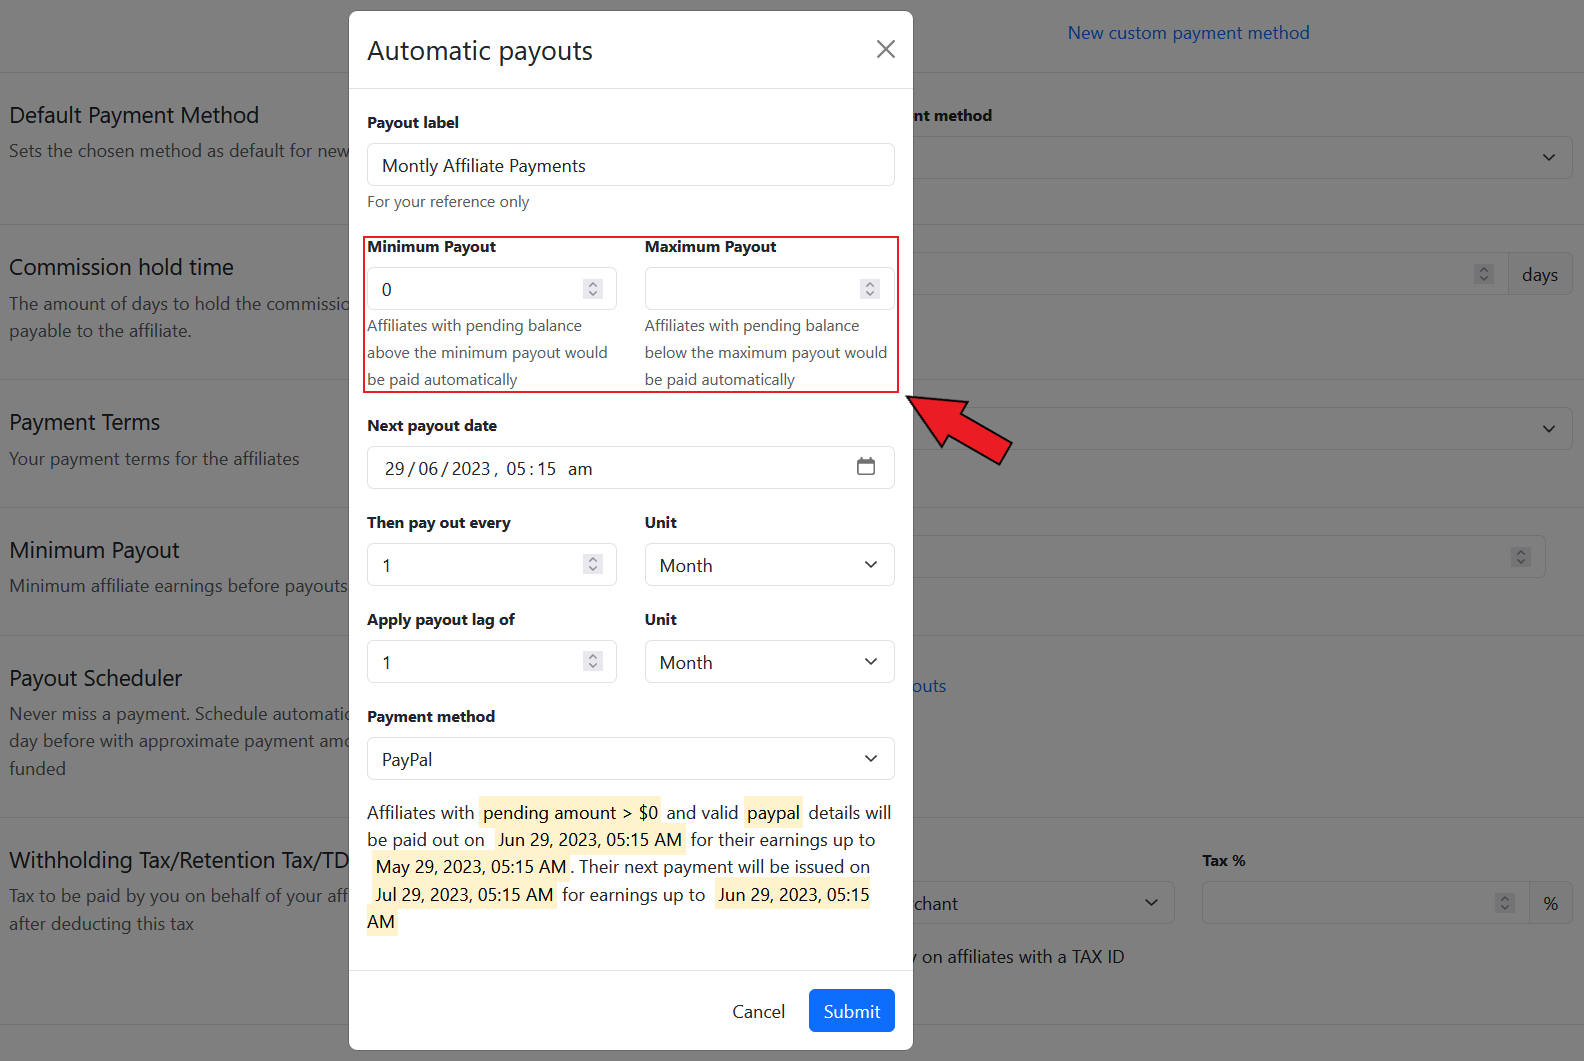 New custom payment method
Automatic payouts
Default Payment Method
Sets the chosen method as default for new
method
Payout label
Montly Affiliate Payments
For your reference only
Minimum Payout
Maximum Payout
0
Affiliates with pending balance
above the minimum payout would
be paid automatically
Affiliates with pending balance
below the maximum payout would
be paid automatically
Commission hold time
The amount of days to hold the
payable to the affiliate.
days
Payment Terms
Your payment terms for the affiliates
Next payout date
29/06/2023, 05:15 am
Then pay out every
Unit
1
Month
Minimum Payout
Minimum affiliate earnings before payouts
Apply payout lag of
Unit
1
Month
Payout Scheduler
Never miss a payment. Schedule
day before with approximate payment
funded
Payment method
PayPal
Affiliates with pending amount > $0 and valid paypal details will
be paid out on Jun 29, 2023, 05:15 AM for their earnings up to
May 29, 2023, 05:15 AM. Their next payment will be issued on
Jul 29, 2023, 05:15 AM for earnings up to Jun 29, 2023, 05:15
AM
Withholding Tax/Retention
Tax to be paid by you on behalf of your
after deducting this tax
Tax %
%
on affiliates with a TAX ID
Cancel
Submit